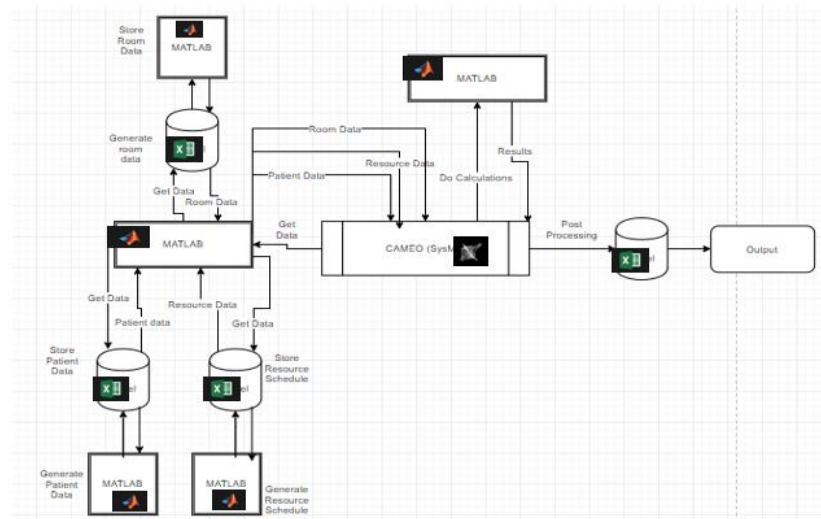 Store
Room
Data
MATLAB
MATLAB
Generate
room
data
Room Data
Resource Data
Results
Patient Data
Do Calculations
Get Data
Room Data
Get
Data
Post
Processing
MATLAB
CAMEO (SysM
Output
Get Data
Resource Data
Patient data
Get Data
Store
Patient
Data
el
el
Store
Resource
Schedule
Generate
Patient
Data
MATLAB
MATLAB
Generate
Resource
Schedule